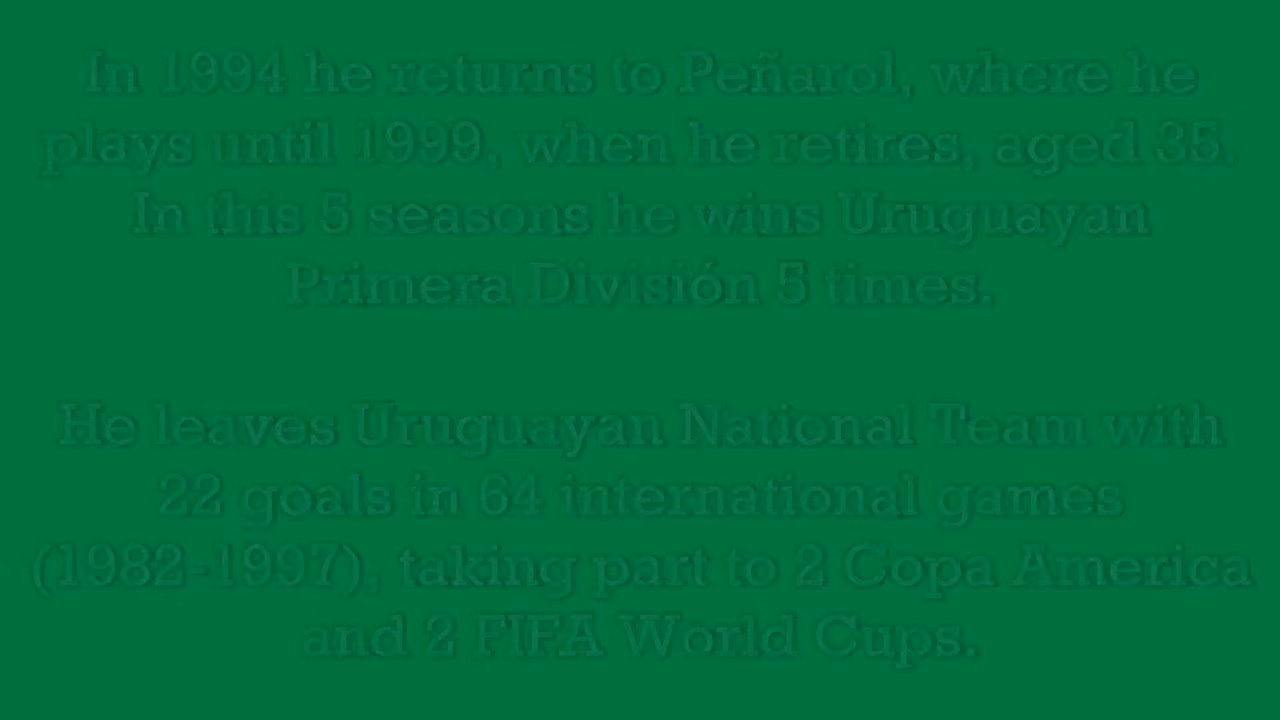 In 1994 he returns to Peñarol, where he
plays until 1999, when he retires, aged 35.
In this 5 seasons he wins Uruguayan
Primera División 5 times.
He leaves Uruguayan National Team with
22 goals in 64 international games
(1982-1997), taking part to 2 Copa America
and 2 FIFA World Cups.